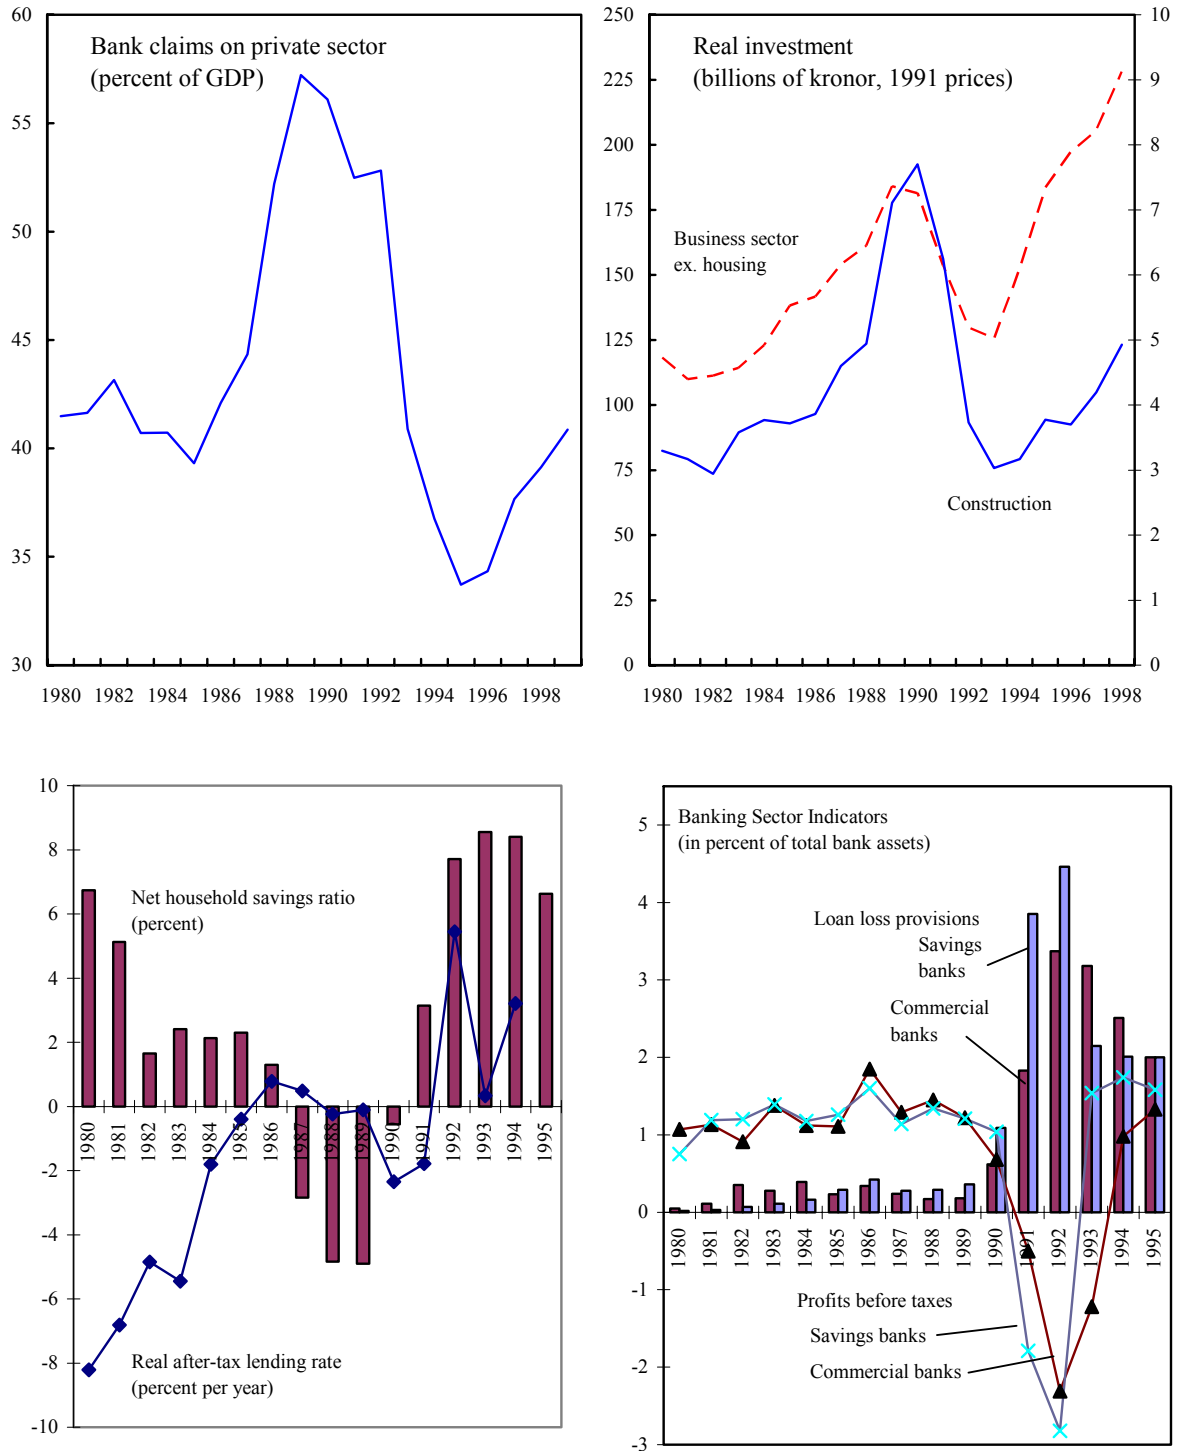 Bank claims on private sector
(percent of GDP)
60
55
50
45
40
35
30
1980 1982 1984 1986 1988 1990 1992 1994 1996 1998
Real investment
(billions of kronor, 1991 prices)
250
225
200
175
150
125
100
75
50
25
0
10
9
8
7
6
5
4
3
2
1
0
Business sector
ex. housing
Construction
1980 1982 1984 1986 1988 1990 1992 1994 1996 1998
10
8
6
4
2
0
-2
-4
-6
-8
-10
Net household savings ratio
(percent)
1980 1981 1982 1983 1984 1985 1986 1987 1988 1989 1990 1991 1992 1993 1994 1995
Real after-tax lending rate
(percent per year)
Banking Sector Indicators
(in percent of total bank assets)
5
4
3
2
1
0
-1
-2
-3
Loan loss provisions
Savings
banks
Commercial
banks
1980 1981 1982 1983 1984 1985 1986 1987 1988 1989 1990 1991 1992 1993 1994 1995
Profits before taxes
Savings banks
Commercial banks